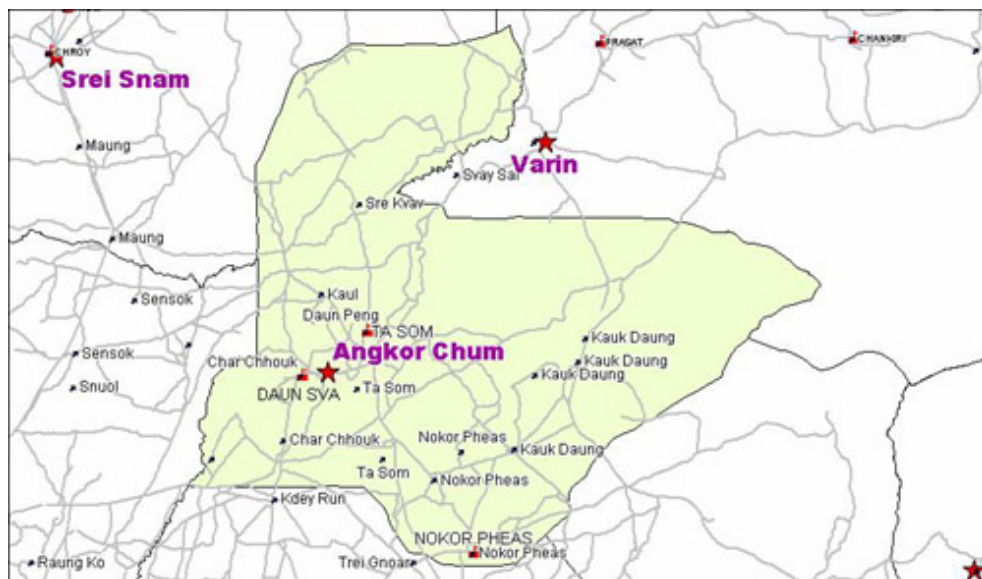 CHROY
Srei Snam
PRASAT
Varin
Maung
Svay Sai
Sre Kvav
Maung
Sensok
Kaul
Daun Peng
TA SOM
Kauk Daung
Sensok
Char Chhouk
Angkor Chum
Kauk Daung
Kauk Daung
Snuol
DAUN SVA
Ta Som
Char Chhouk
Nokor Pheas
Kauk Daung
Ta Som
Nokor Pheas
Kdey Run
NOKOR PHEAS
Nokor Pheas
Raung Ko
Trei Gnoar